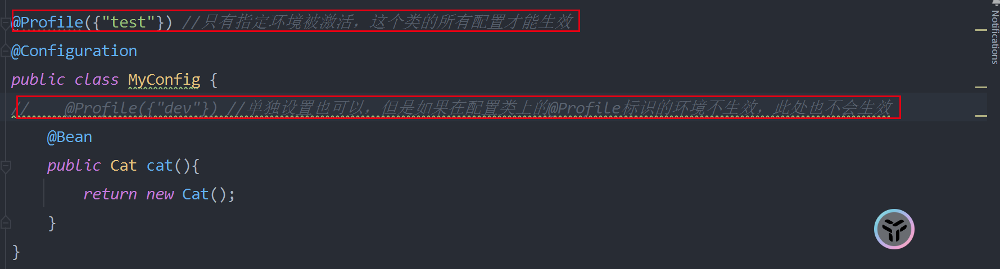 @Profile({"test"}) //只有指定环境被激活，这个类的所有配置才能生效
@Configuration
public class MyConfig {
//    @Profile({"dev"}) //单独设置也可以，但是如果在配置类上的@Profile标识的环境不生效，此处也不会生效
    @Bean
    public Cat cat(){
        return new Cat();
    }
}
Notifications